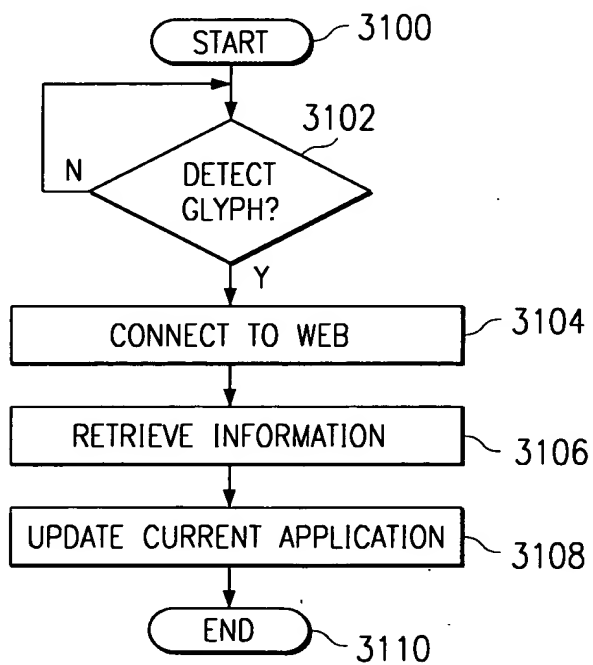 START 3100
3102
N DETECT
GLYPH?
Y
CONNECT TO WEB 3104
RETRIEVE INFORMATION 3106
UPDATE CURRENT APPLICATION 3108
END 3110